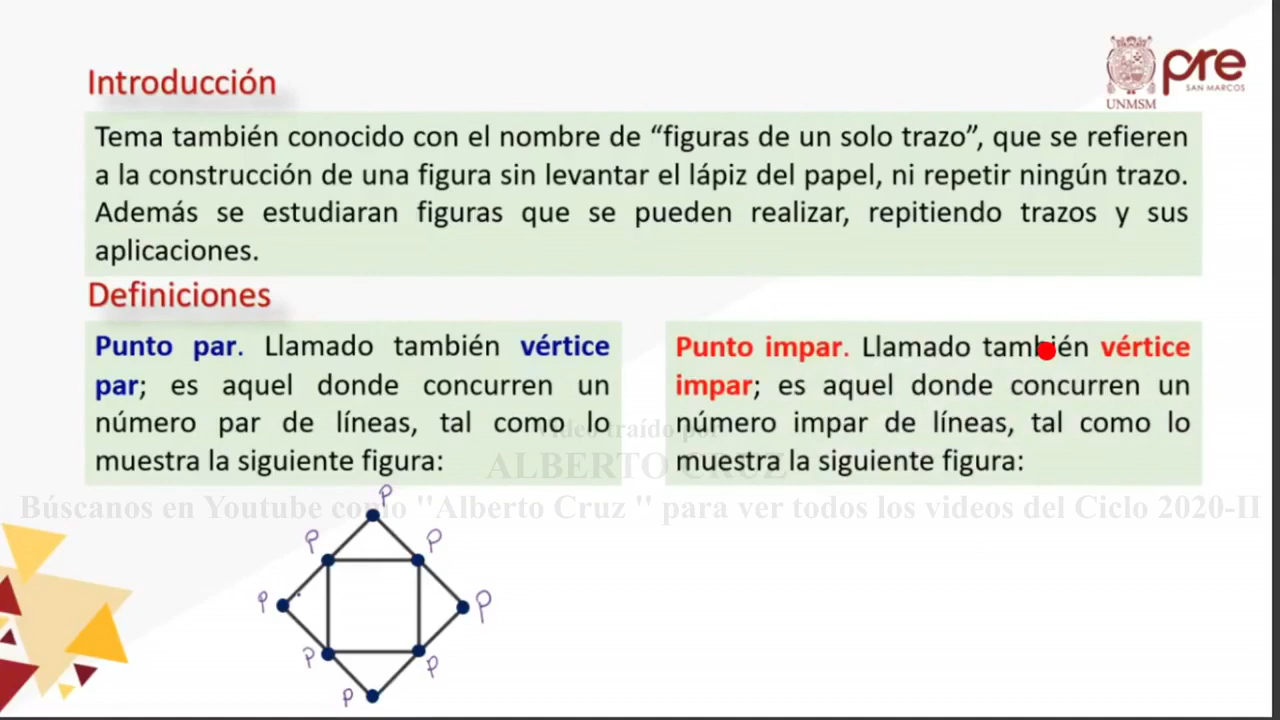 Introducción
UNMSM
pre
SAN MARCOS
Tema también conocido con el nombre de “figuras de un solo trazo”, que se refieren
a la construcción de una figura sin levantar el lápiz del papel, ni repetir ningún trazo.
Además se estudiaran figuras que se pueden realizar, repitiendo trazos y sus
aplicaciones.
Definiciones
Punto par. Llamado también vértice
par; es aquel donde concurren un
número par de líneas, tal como lo
muestra la siguiente figura:
Punto impar. Llamado también vértice
impar; es aquel donde concurren un
número impar de líneas, tal como lo
muestra la siguiente figura:
Video traído por
ALBERTO CRUZ
Búscanos en Youtube como ''Alberto Cruz '' para ver todos los videos del Ciclo 2020-II
P
P
P
P
P
P
P
P